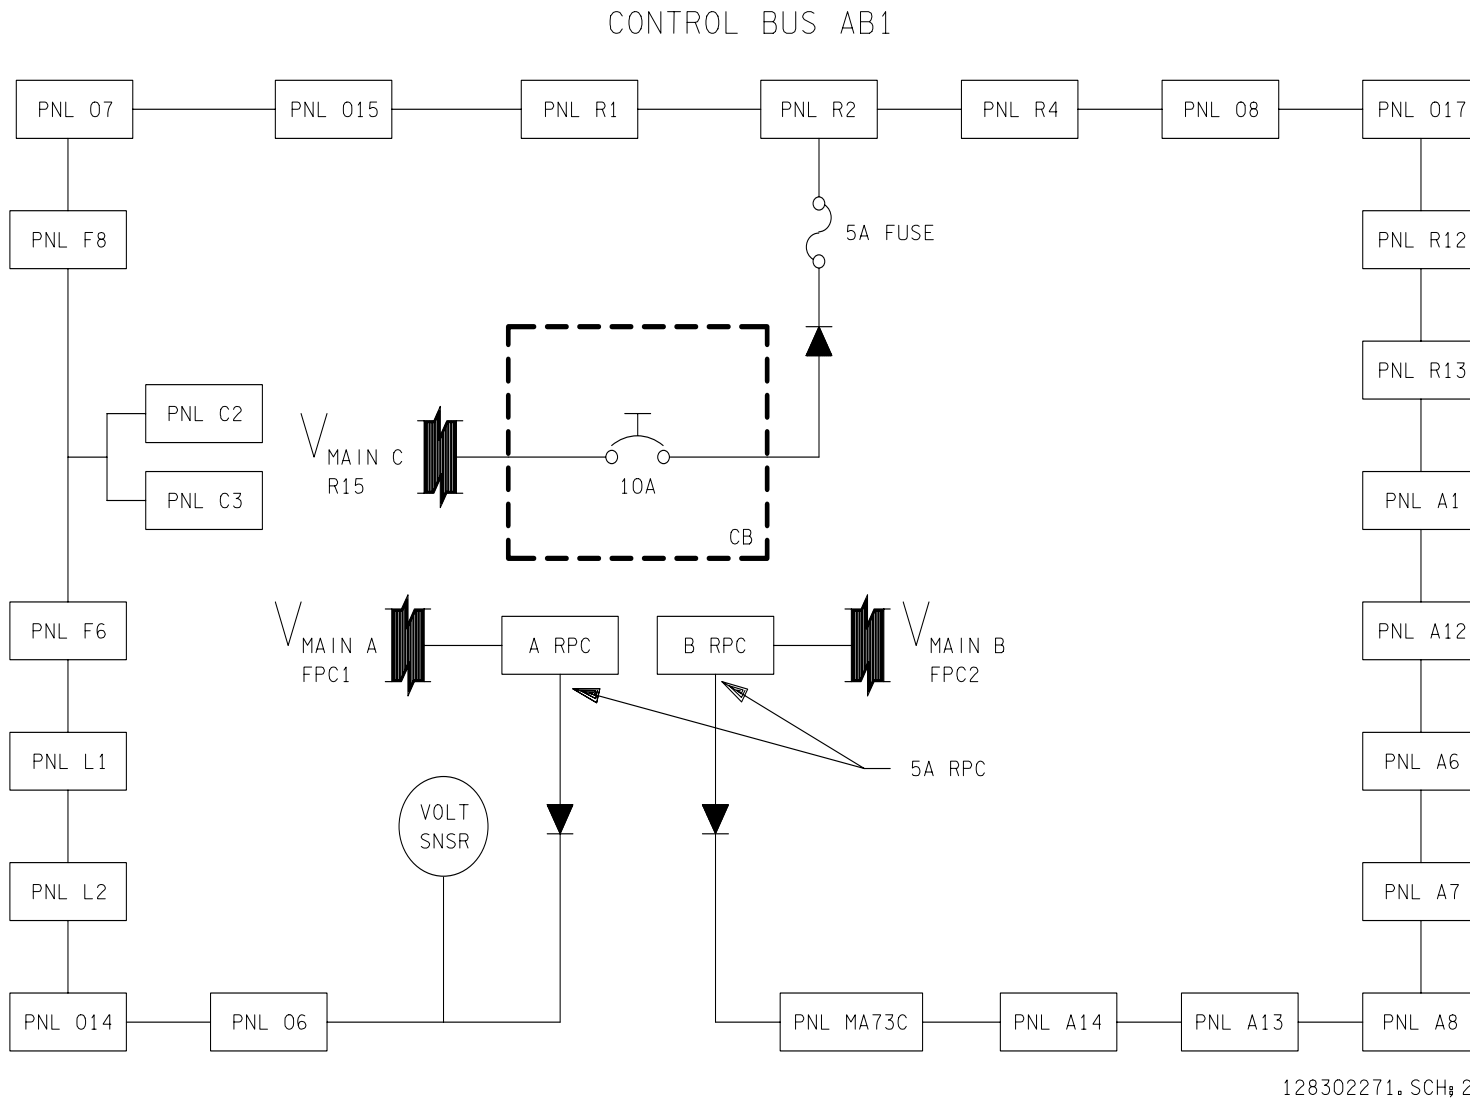 CONTROL BUS AB1
PNL O7
PNL O15
PNL R1
PNL R2
PNL R4
PNL O8
PNL O17
PNL F8
5A FUSE
PNL R12
PNL R13
PNL C2
MAIN C
R15
PNL C3
10A
CB
PNL A1
PNL F6
MAIN A
FPC1
A RPC
B RPC
MAIN B
FPC2
PNL A12
PNL L1
5A RPC
PNL A6
VOLT
SNSR
PNL L2
PNL A7
PNL O14
PNL O6
PNL MA73C
PNL A14
PNL A13
PNL A8
128302271.SCH;2